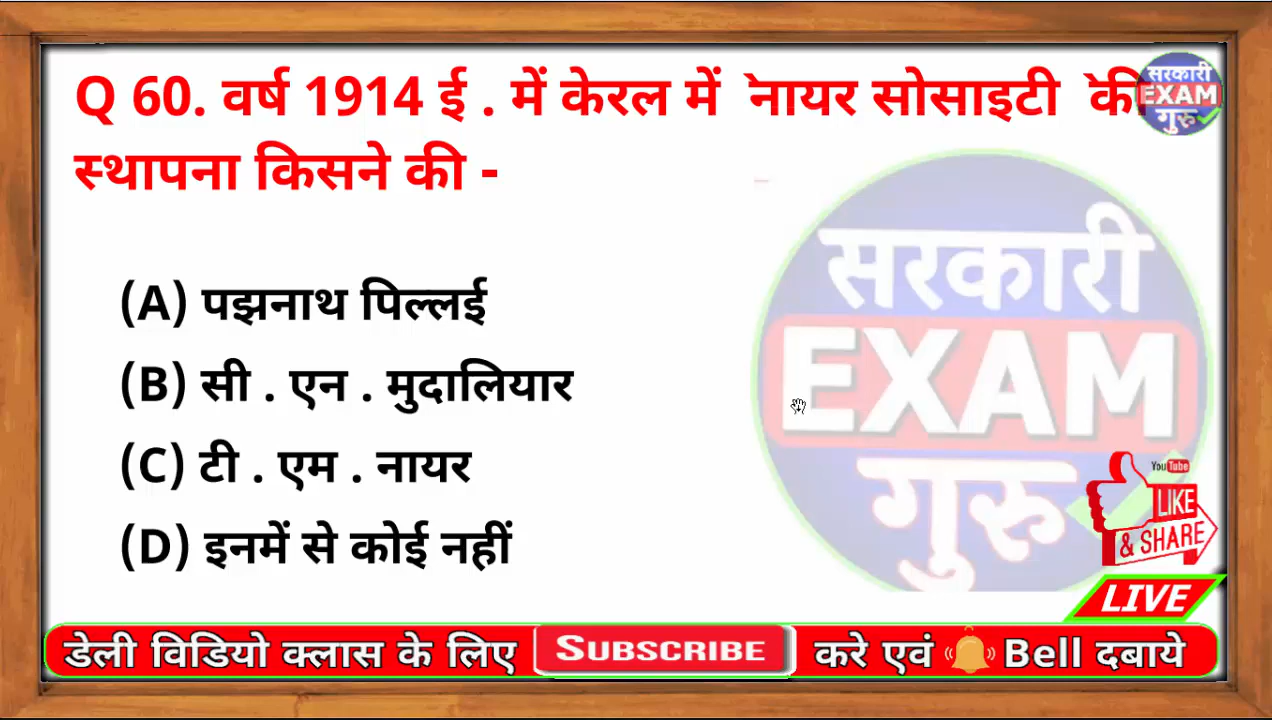 Q 60. वर्ष 1914 ई . में केरल में `नायर सोसाइटी `की
स्थापना किसने की -
सरकारी
EXAM
गुरु
(A) पझनाथ पिल्लई
(B) सी . एन . मुदालियार
(C) टी . एम . नायर
(D) इनमें से कोई नहीं
सरकारी
EXAM
गुरु
YouTube
LIKE
& SHARE
LIVE
डेली विडियो क्लास के लिए SUBSCRIBE करे एवं Bell दबाये